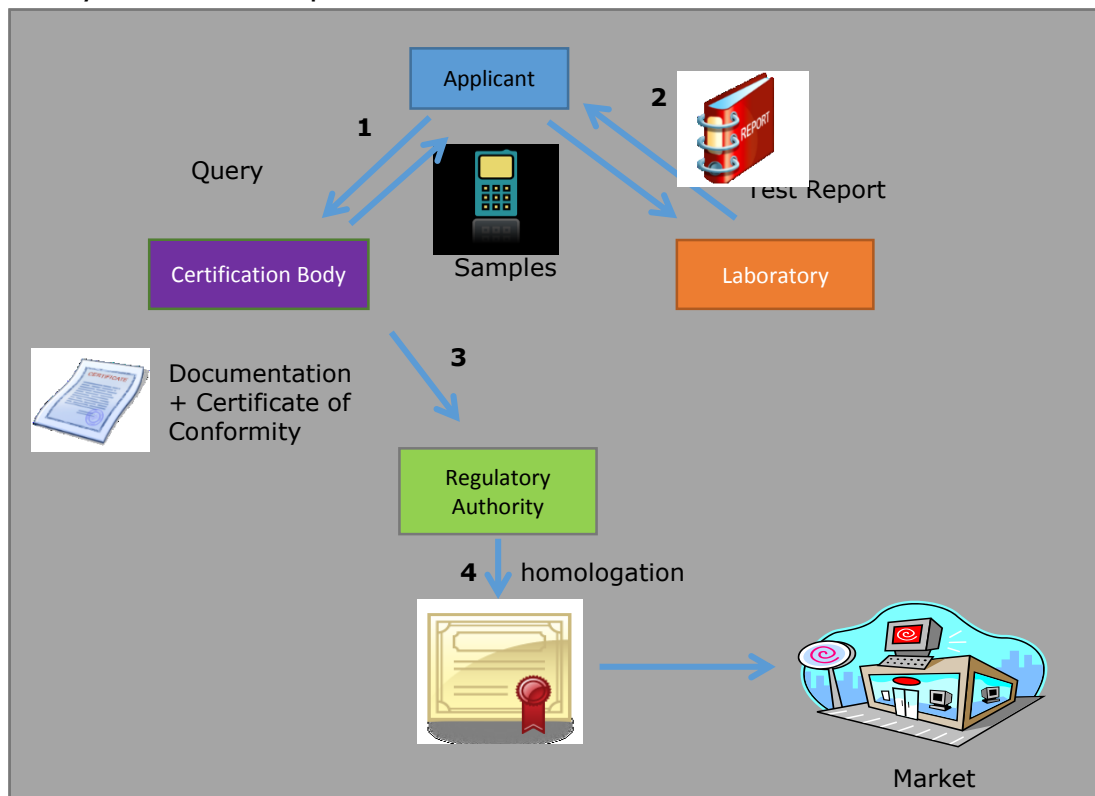 Applicant
2
1
REPORT
Query
Test Report
Certification Body
Samples
Laboratory
3
CERTIFICATE
Documentation
+ Certificate of
Conformity
Regulatory
Authority
4 homologation
Market